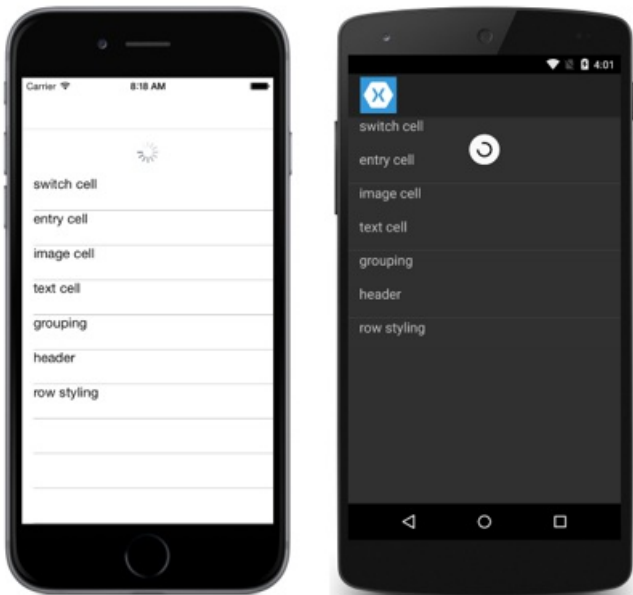 Carrier 8:18 AM
switch cell
entry cell
image cell
text cell
grouping
header
row styling
4:01
switch cell
entry cell
image cell
text cell
grouping
header
row styling